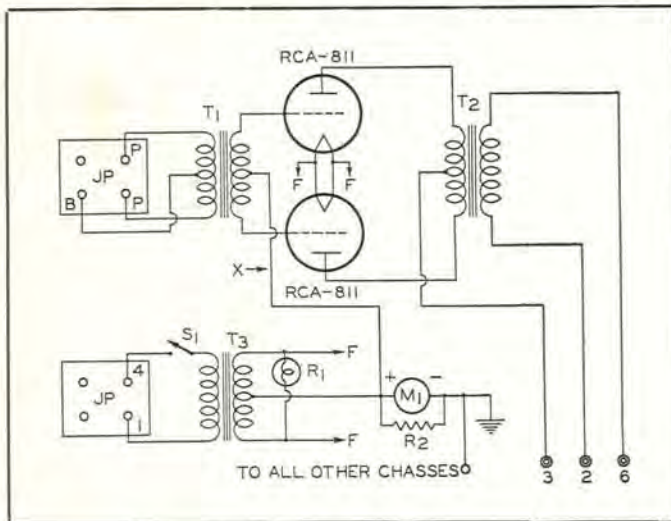 RCA-811
T1
T2
P
JP
B
P
F
F
X
RCA-811
S1
T3
4
JP
1
R1
F
F
+
M1
-
R2
TO ALL OTHER CHASSES
3
2
6